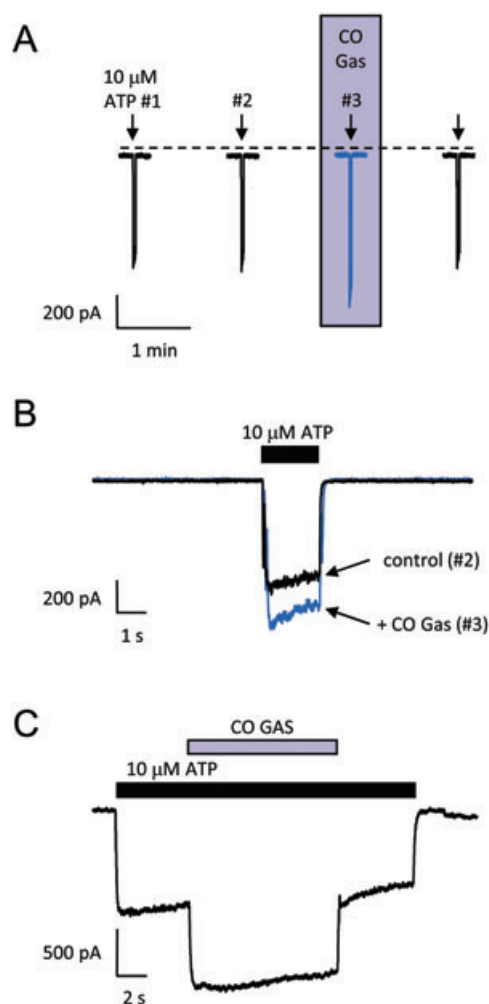 A
CO
Gas
10 μM
ATP #1
#2
#3
200 pA
1 min
B
10 μM ATP
control (#2)
+ CO Gas (#3)
200 pA
1 s
C
CO GAS
10 μM ATP
500 pA
2 s